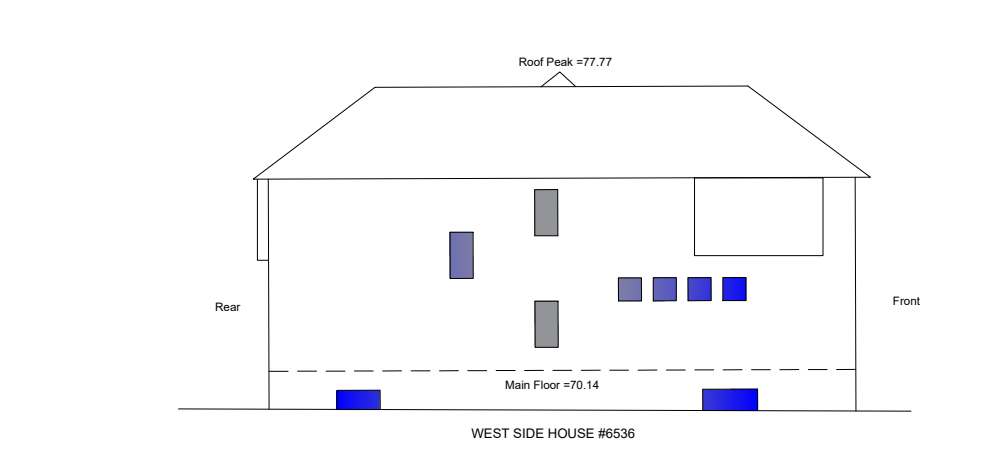 Roof Peak =77.77
Rear
Front
Main Floor =70.14
WEST SIDE HOUSE #6536